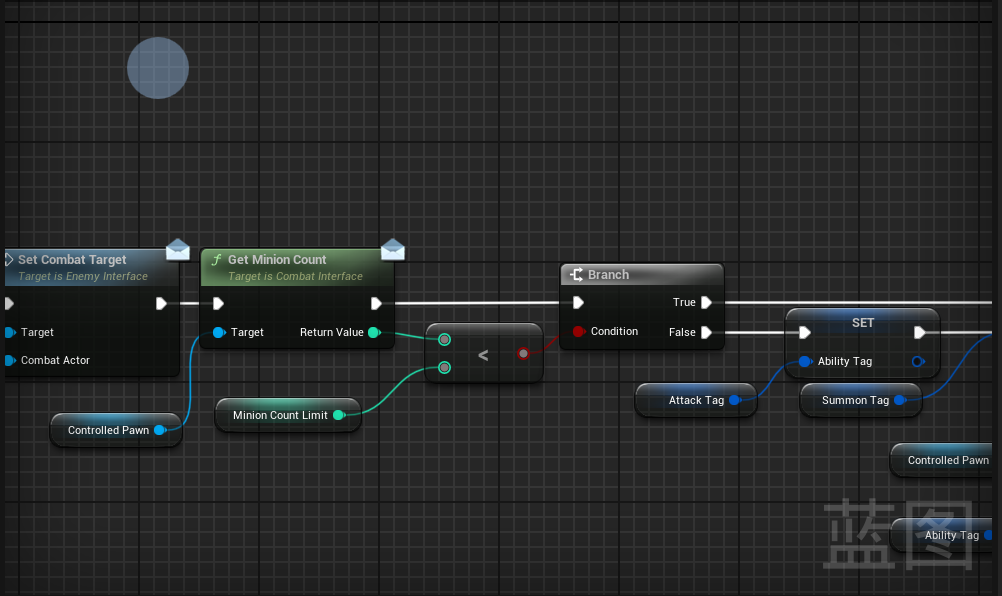 Set Combat Target
Target is Enemy Interface
Target
Combat Actor
Get Minion Count
Target is Combat Interface
Target
Return Value
Controlled Pawn
Minion Count Limit
<
Branch
Condition
True
False
SET
Ability Tag
Attack Tag
Summon Tag
Controlled Pawn
Ability Tag
蓝图